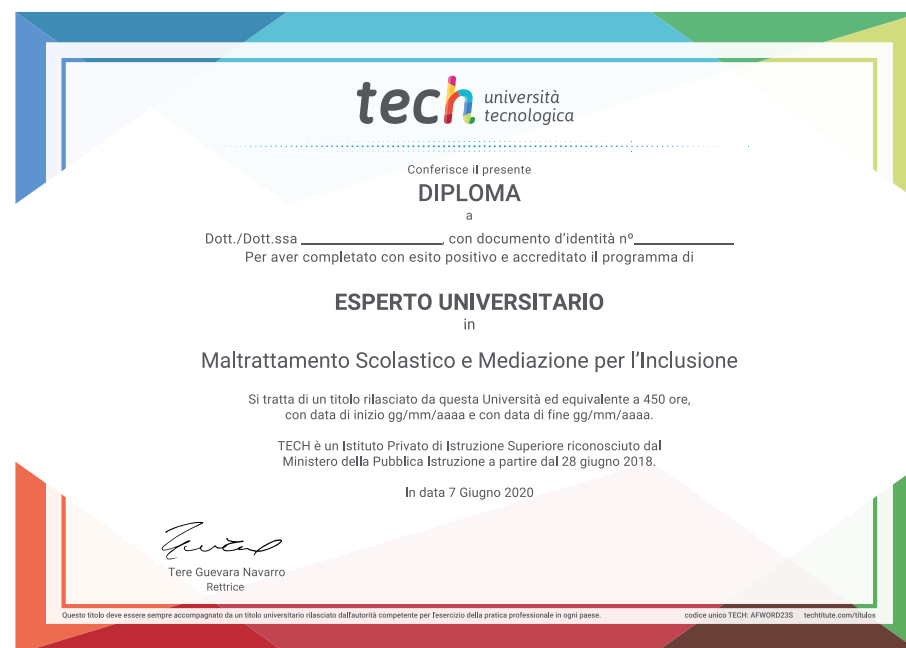 tech università
tecnologica
Conferisce il presente
DIPLOMA
a
Dott./Dott.ssa ____________________, con documento d'identità nº______________
Per aver completato con esito positivo e accreditato il programma di
ESPERTO UNIVERSITARIO
in
Maltrattamento Scolastico e Mediazione per l'Inclusione
Si tratta di un titolo rilasciato da questa Università ed equivalente a 450 ore,
con data di inizio gg/mm/aaaa e con data di fine gg/mm/aaaa.
TECH è un Istituto Privato di Istruzione Superiore riconosciuto dal
Ministero della Pubblica Istruzione a partire dal 28 giugno 2018.
In data 7 Giugno 2020
Tere Guevara Navarro
Rettrice
Questo titolo deve essere sempre accompagnato da un titolo universitario rilasciato dall'autorità competente per l'esercizio della pratica professionale in ogni paese. codice unico TECH: AFWORD23S techtitute.com/titulos